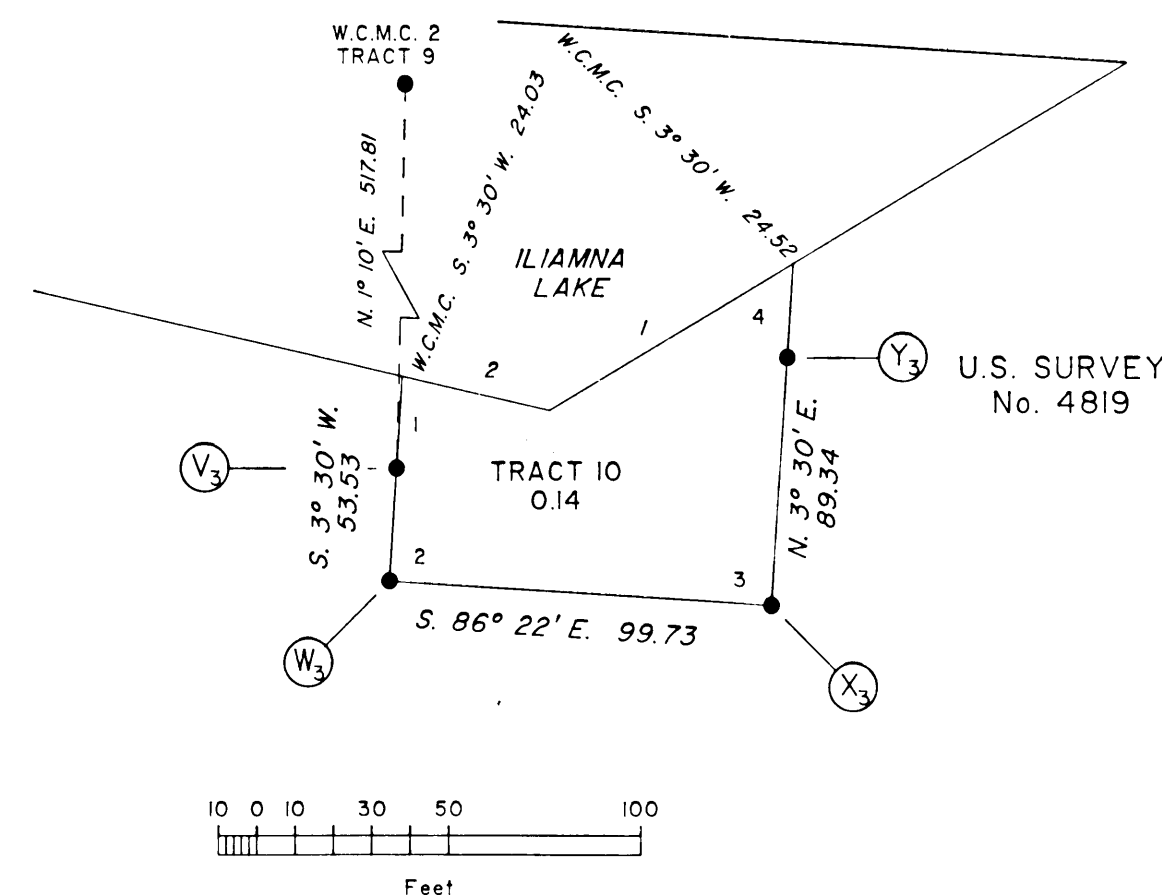 W.C.M.C. 2
TRACT 9
N. 1° 10' E. 517.81
W.C.M.C. S. 3° 30' W. 24.03
W.C.M.C. S. 3° 30' W. 24.52
ILIAMNA
LAKE
1
2
4
Y3
U.S. SURVEY
No. 4819
1
V3
S. 3° 30' W.
53.53
TRACT 10
0.14
N. 3° 30' E.
89.34
2
3
S. 86° 22' E. 99.73
W3
X3
10 0 10 30 50 100
Feet